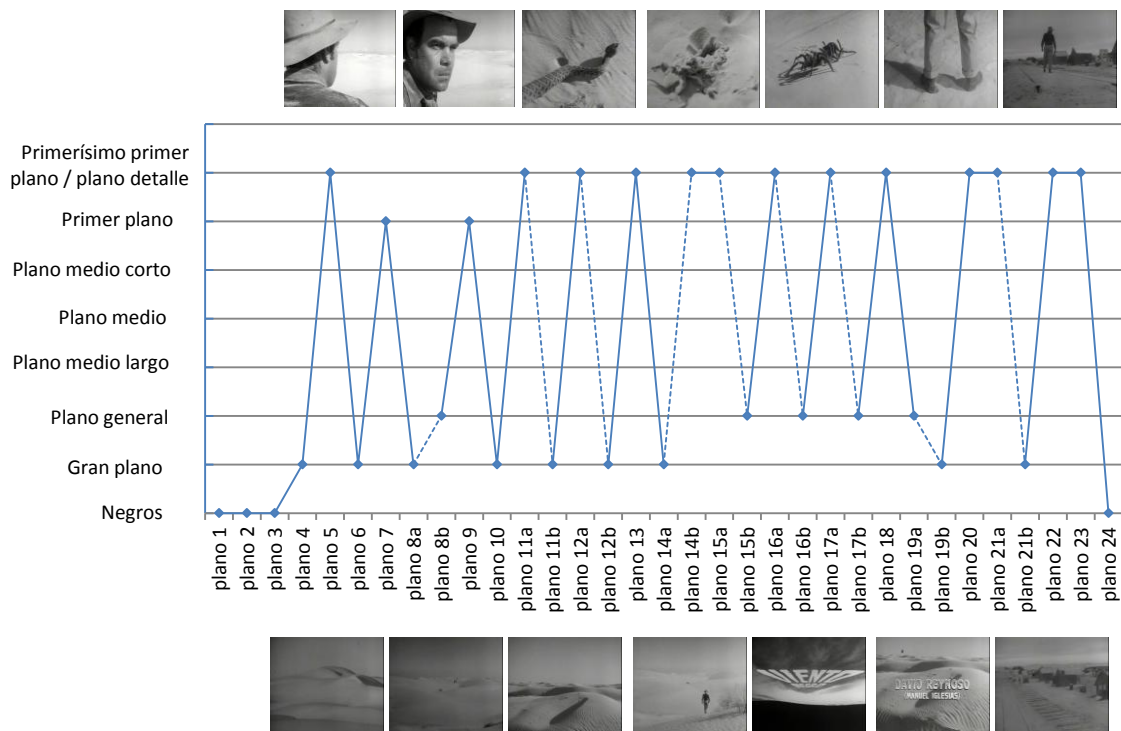 Primerísimo primer
plano / plano detalle
Primer plano
Plano medio corto
Plano medio
Plano medio largo
Plano general
Gran plano
Negros
plano 1
plano 2
plano 3
plano 4
plano 5
plano 6
plano 7
plano 8a
plano 8b
plano 9
plano 10
plano 11a
plano 11b
plano 12a
plano 12b
plano 13
plano 14a
plano 14b
plano 15a
plano 15b
plano 16a
plano 16b
plano 17a
plano 17b
plano 18
plano 19a
plano 19b
plano 20
plano 21a
plano 21b
plano 22
plano 23
plano 24
VIENTO
DAVID REYNOSO
(MANUEL IGLESIAS)